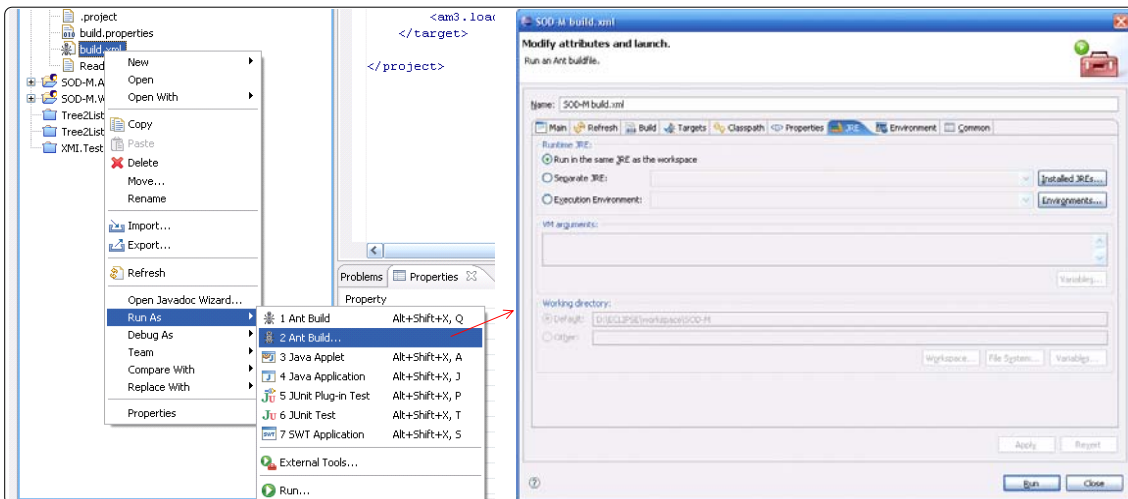 .project
build.properties
build.xml
Read
SOD-M.A
SOD-M.W
Tree2List
Tree2List
XMI.Test
New
Open
Open With
Copy
Paste
Delete
Move...
Rename
Import...
Export...
Refresh
Open Javadoc Wizard...
Run As
Debug As
Team
Compare With
Replace With
Properties
<am3.load
</target>
</project>
Problems
Properties
Property
1 Ant Build Alt+Shift+X, Q
2 Ant Build...
3 Java Applet Alt+Shift+X, A
4 Java Application Alt+Shift+X, J
5 JUnit Plug-in Test Alt+Shift+X, P
6 JUnit Test Alt+Shift+X, T
7 SWT Application Alt+Shift+X, S
External Tools...
Run...
SOD-M build.xml
Modify attributes and launch.
Run an Ant buildfile.
Name: SOD-M build.xml
Main Refresh Build Targets Classpath Properties JRE Environment Common
Runtime JRE:
Run in the same JRE as the workspace
Separate JRE: Installed JREs...
Execution Environment: Environments...
VM arguments:
Variables...
Working directory:
Default: D:\ECLIPSE\workspace\SOD-M
Other:
Workspace... File System... Variables...
Apply Revert
Run Close